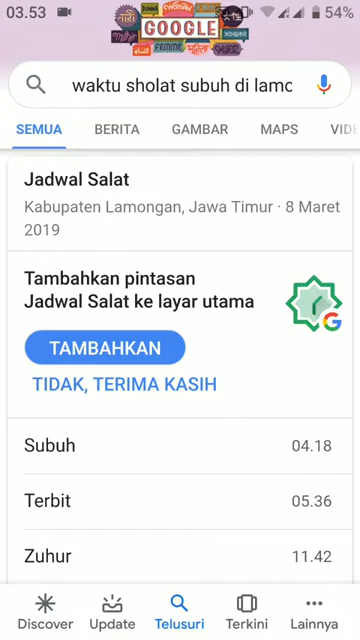 03.53
54%
GOOGLE
waktu sholat subuh di lamo
SEMUA
BERITA
GAMBAR
MAPS
VIDE
Jadwal Salat
Kabupaten Lamongan, Jawa Timur · 8 Maret
2019
Tambahkan pintasan
Jadwal Salat ke layar utama
TAMBAHKAN
TIDAK, TERIMA KASIH
Subuh
04.18
Terbit
05.36
Zuhur
11.42
Discover
Update
Telusuri
Terkini
Lainnya